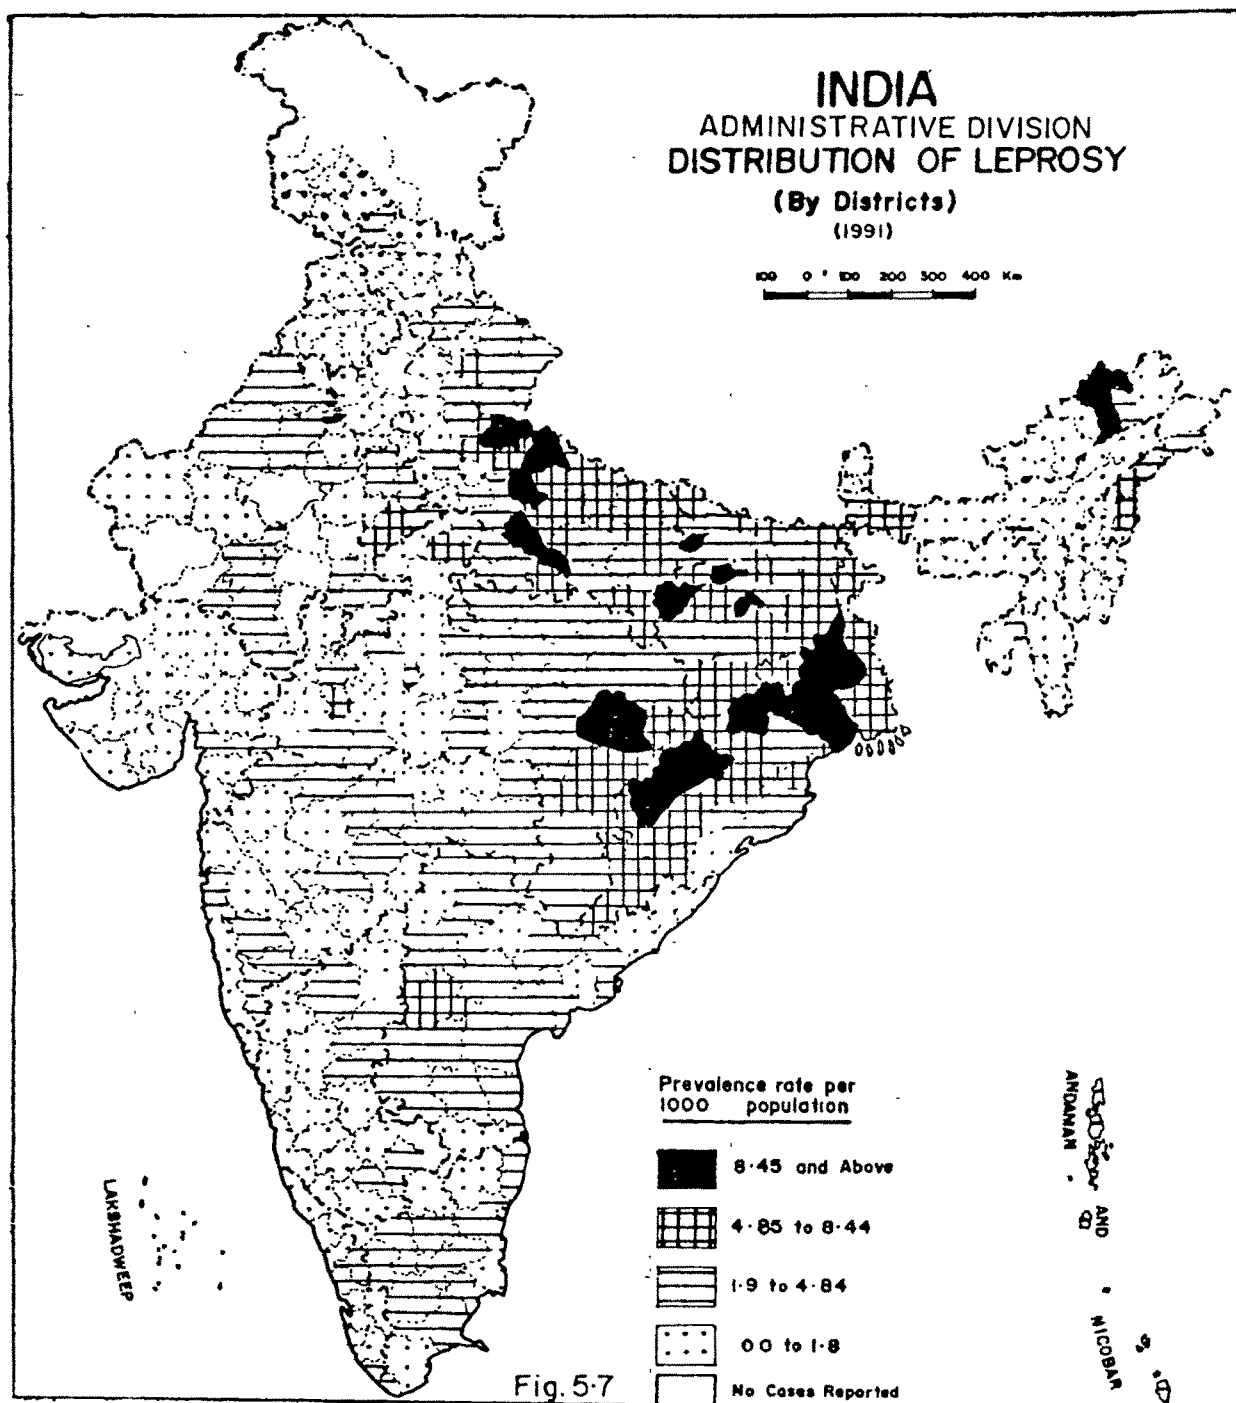 INDIA
ADMINISTRATIVE DIVISION
DISTRIBUTION OF LEPROSY
(By Districts)
(1991)
100 0 100 200 300 400 Km
LAKSHADWEEP
ANDANAN
AND
NICOBAR
Prevalence rate per
1000 population
8·45 and Above
4·85 to 8·44
1·9 to 4·84
0·0 to 1·8
No Cases Reported
Fig. 5·7